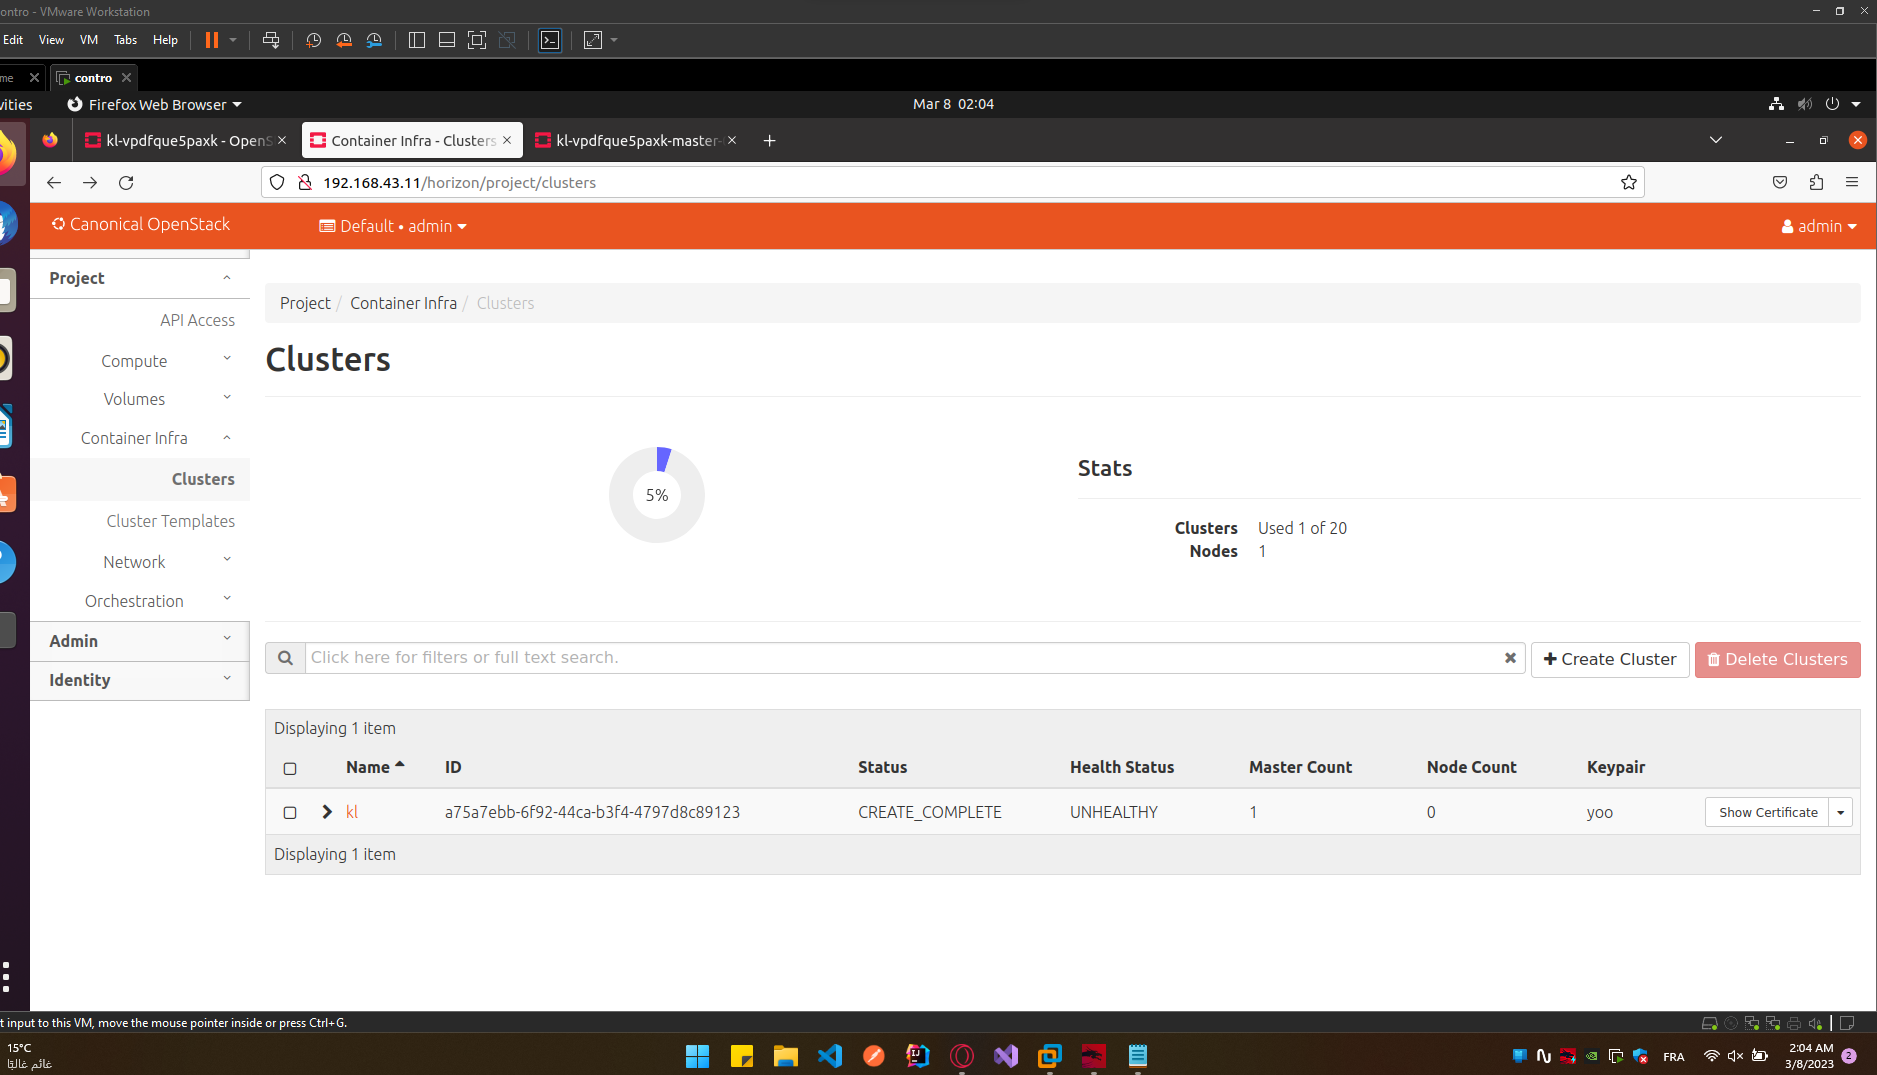 ontro - VMware Workstation
Edit View VM Tabs Help
me contro
vities Firefox Web Browser Mar 8 02:04
kl-vpdfque5paxk - OpenS Container Infra - Clusters kl-vpdfque5paxk-master-
192.168.43.11/horizon/project/clusters
Canonical OpenStack Default • admin admin
Project
API Access
Compute
Volumes
Container Infra
Clusters
Cluster Templates
Network
Orchestration
Admin
Identity
Project / Container Infra / Clusters
Clusters
5%
Stats
Clusters Used 1 of 20
Nodes 1
Click here for filters or full text search. Create Cluster Delete Clusters
Displaying 1 item
Name ID Status Health Status Master Count Node Count Keypair
kl a75a7ebb-6f92-44ca-b3f4-4797d8c89123 CREATE_COMPLETE UNHEALTHY 1 0 yoo Show Certificate
Displaying 1 item
t input to this VM, move the mouse pointer inside or press Ctrl+G.
15°C
غائم غالبًا
FRA
2:04 AM
3/8/2023
2